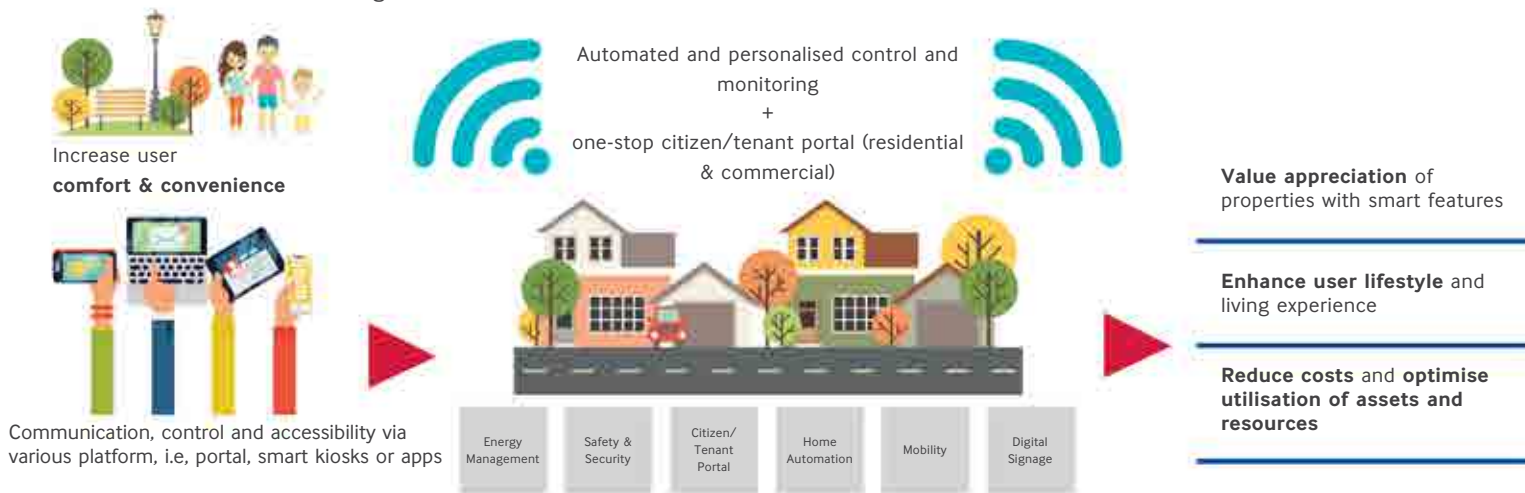 Increase user
comfort & convenience
Communication, control and accessibility via
various platform, i.e, portal, smart kiosks or apps
Automated and personalised control and
monitoring
+
one-stop citizen/tenant portal (residential
& commercial)
Energy
Management
Safety &
Security
Citizen/
Tenant
Portal
Home
Automation
Mobility
Digital
Signage
Value appreciation of
properties with smart features
Enhance user lifestyle and
living experience
Reduce costs and optimise
utilisation of assets and
resources